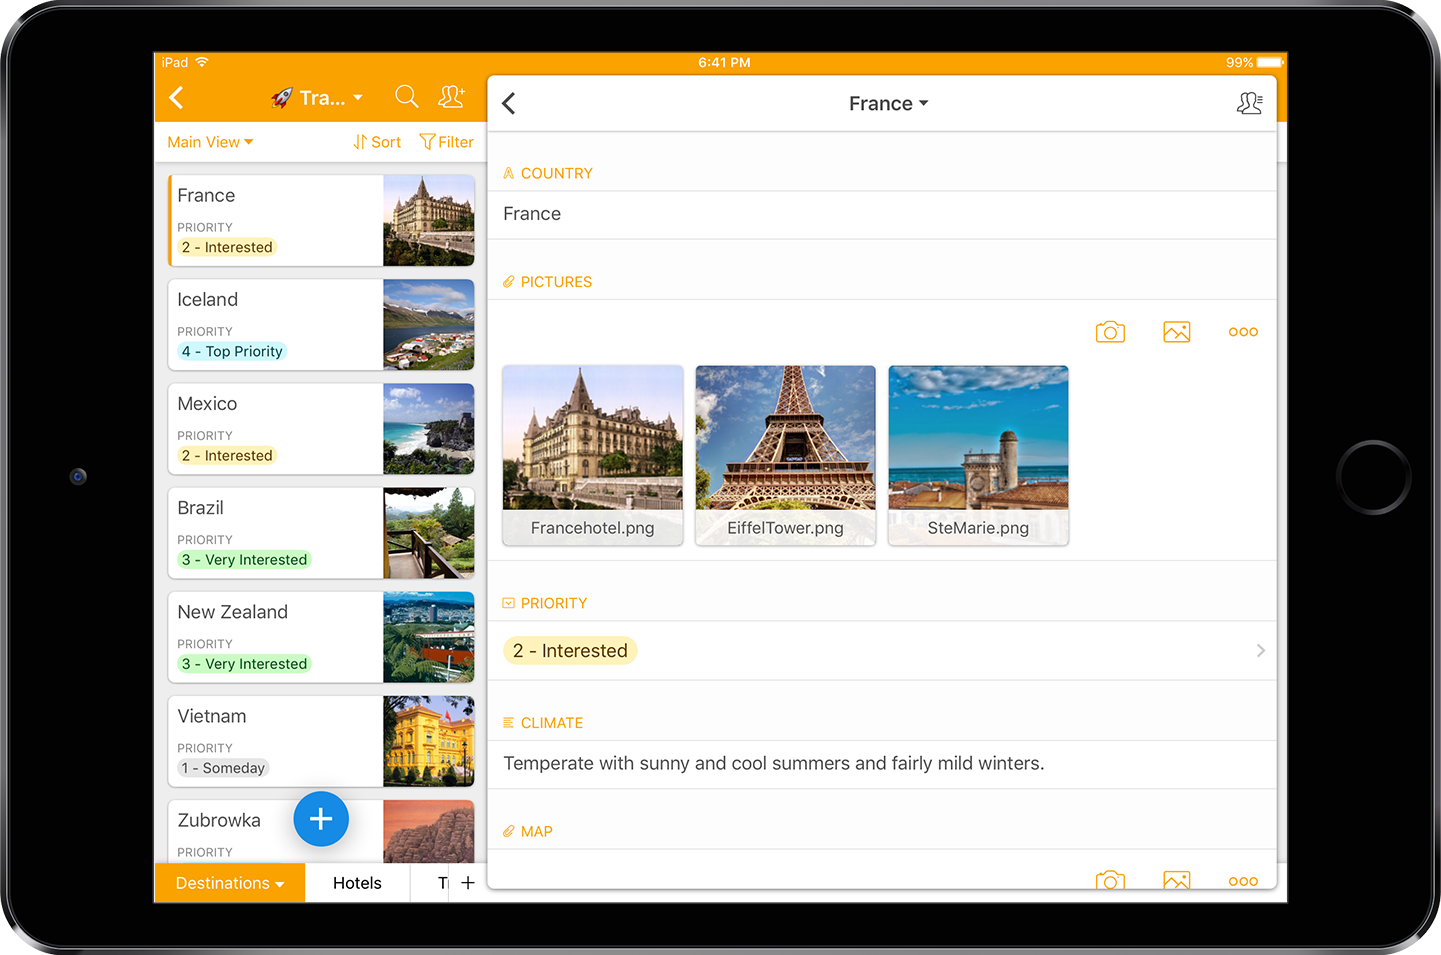 iPad
6:41 PM
99%
Tra...
Main View
Sort
Filter
France
PRIORITY
2 - Interested
Iceland
PRIORITY
4 - Top Priority
Mexico
PRIORITY
2 - Interested
Brazil
PRIORITY
3 - Very Interested
New Zealand
PRIORITY
3 - Very Interested
Vietnam
PRIORITY
1 - Someday
Zubrowka
PRIORITY
Destinations
Hotels
France
COUNTRY
France
PICTURES
Francehotel.png
EiffelTower.png
SteMarie.png
PRIORITY
2 - Interested
CLIMATE
Temperate with sunny and cool summers and fairly mild winters.
MAP